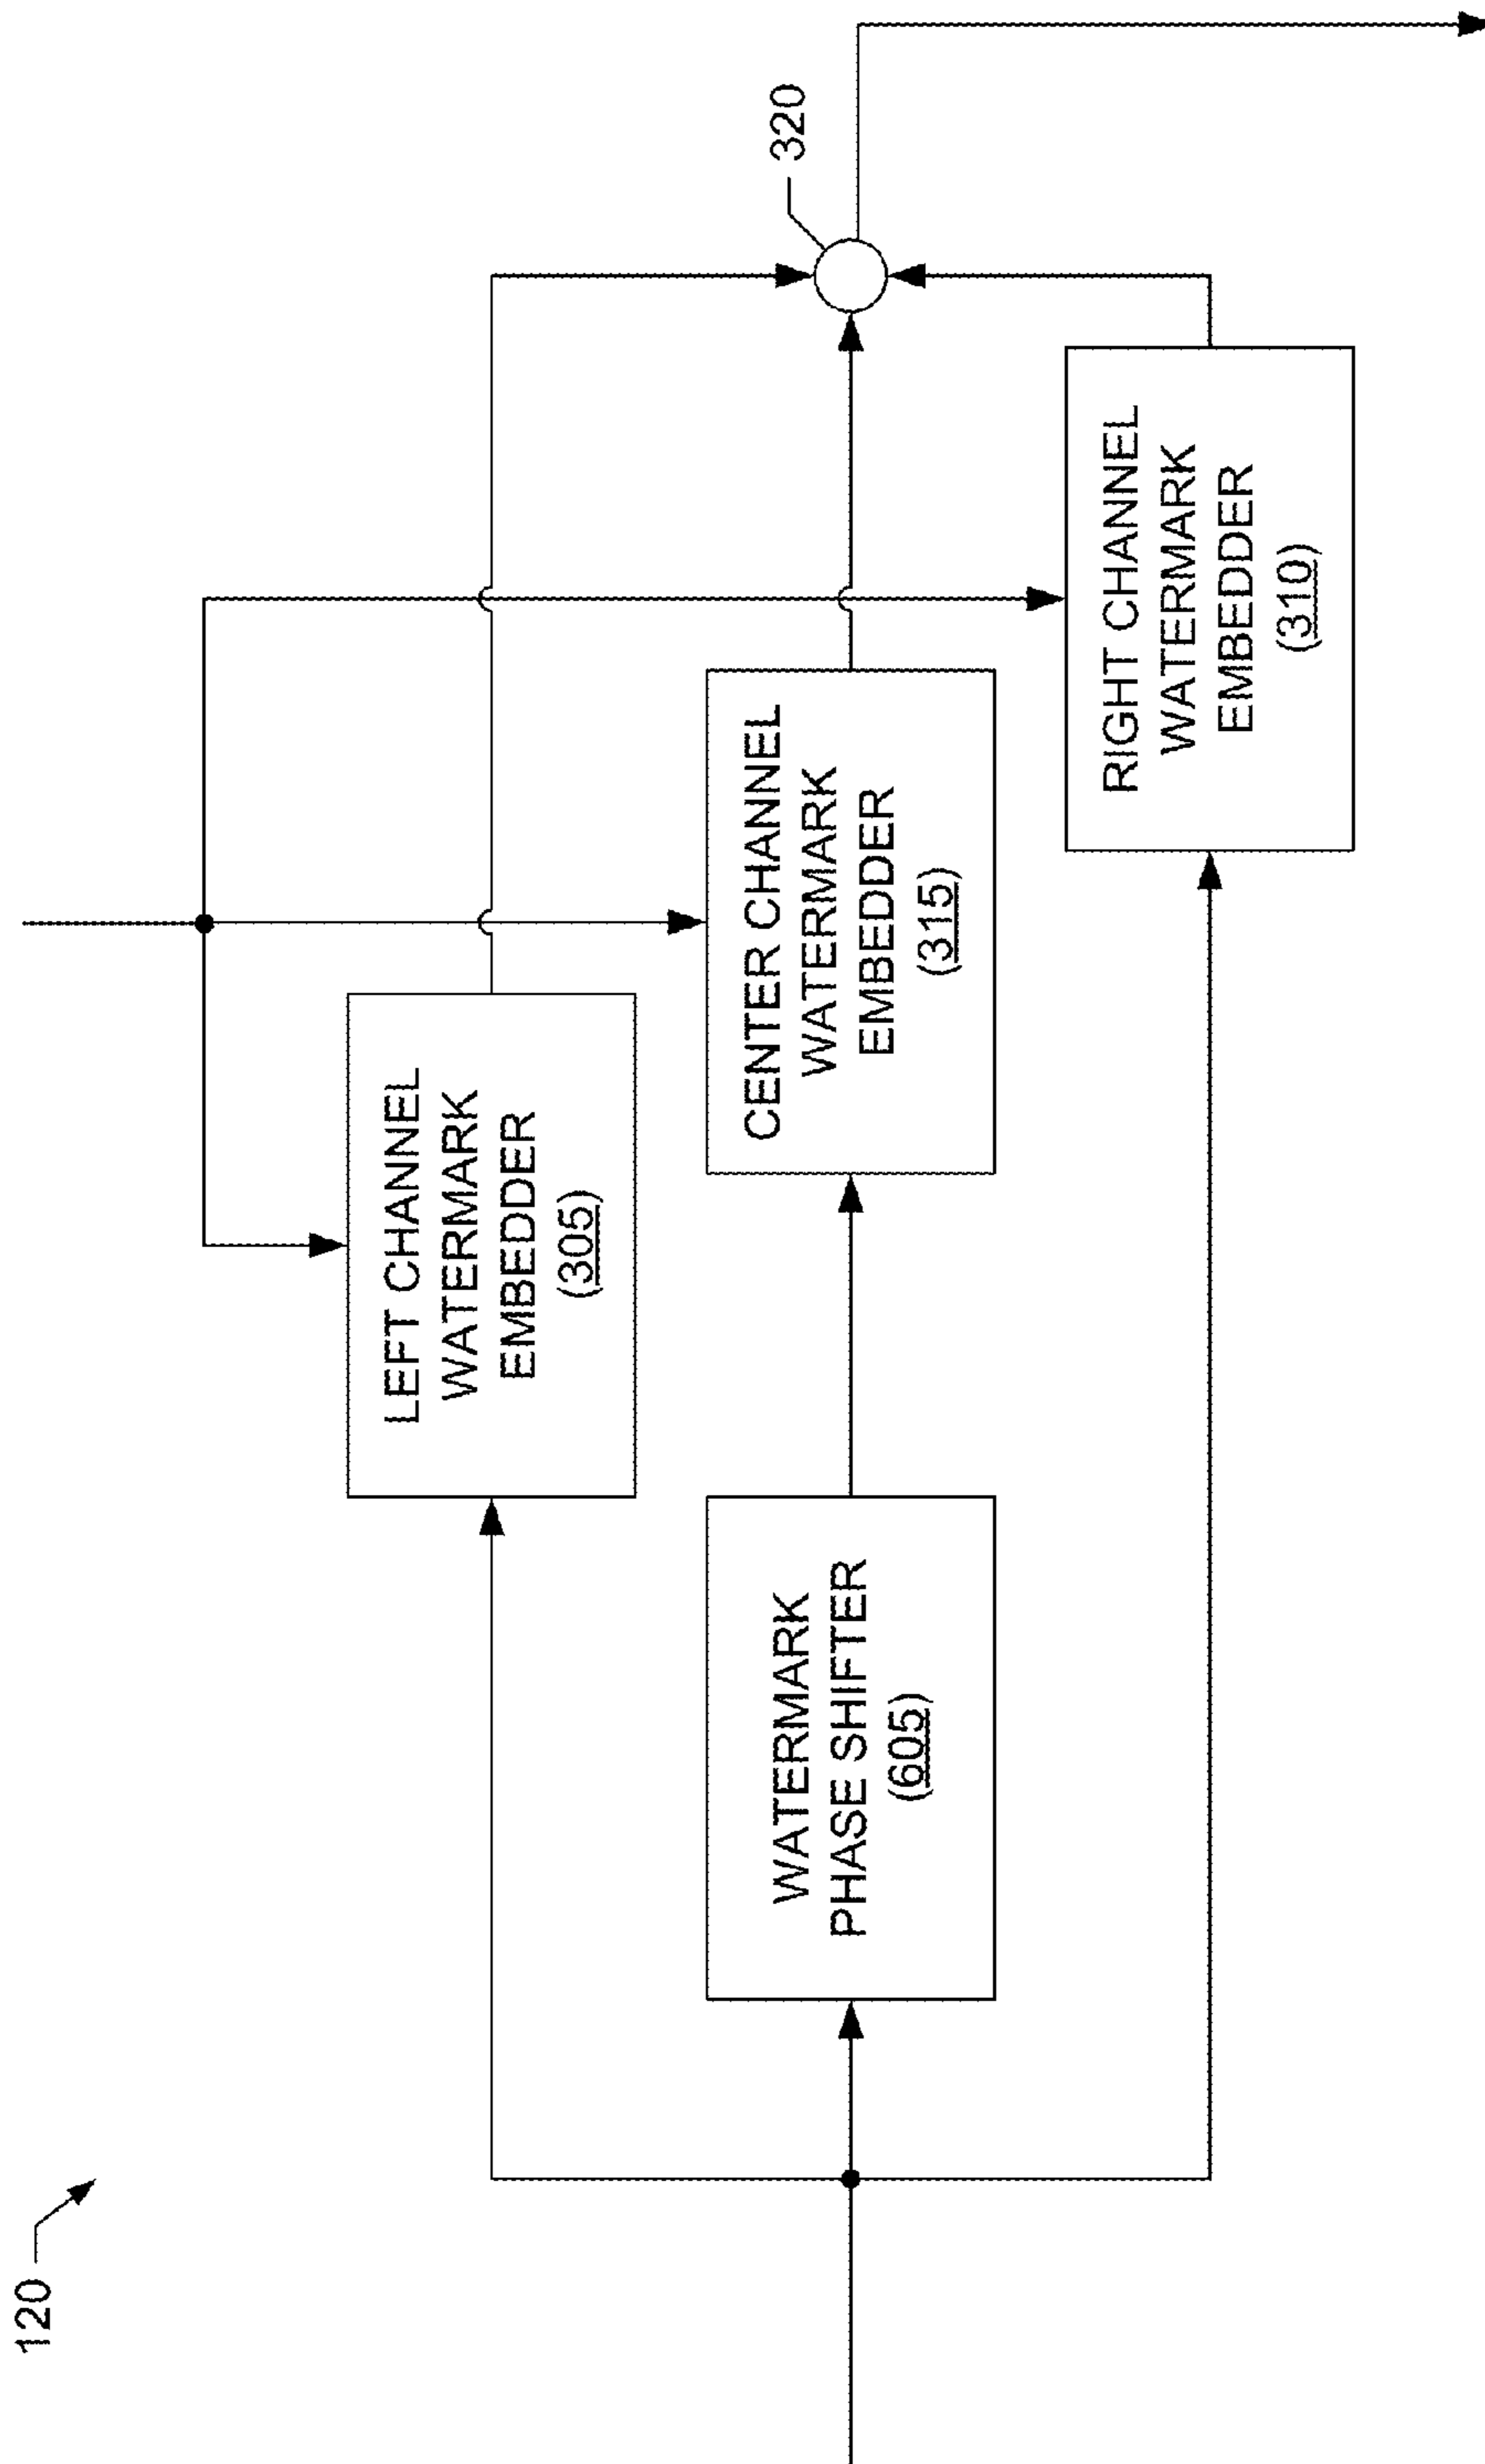 120
LEFT CHANNEL
WATERMARK
EMBEDDER
(305)
WATERMARK
PHASE SHIFTER
(605)
CENTER CHANNEL
WATERMARK
EMBEDDER
(315)
320
RIGHT CHANNEL
WATERMARK
EMBEDDER
(310)